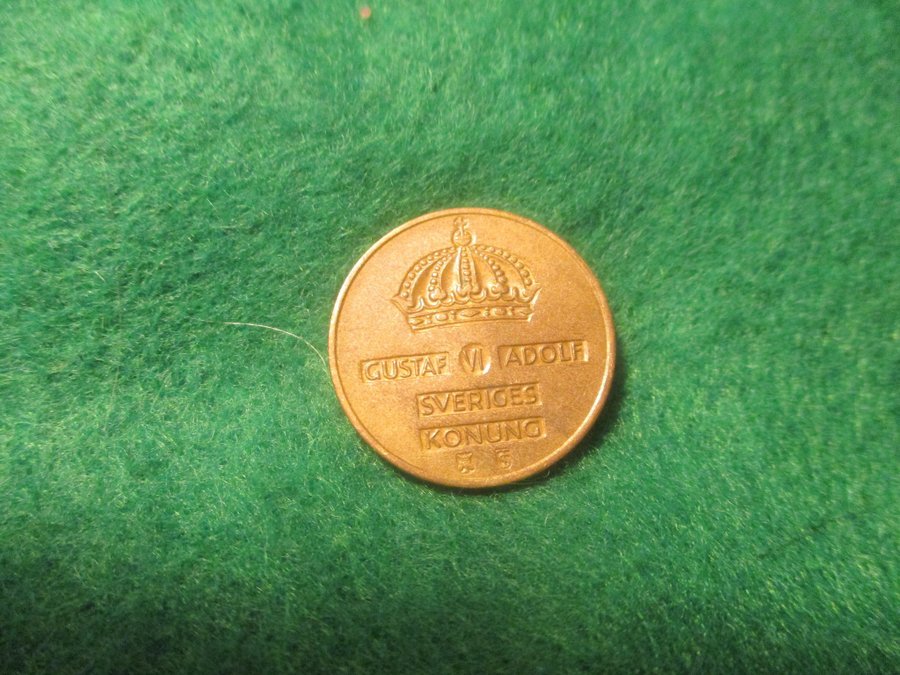 GUSTAF VI ADOLF
SVERIGES
KONUNG